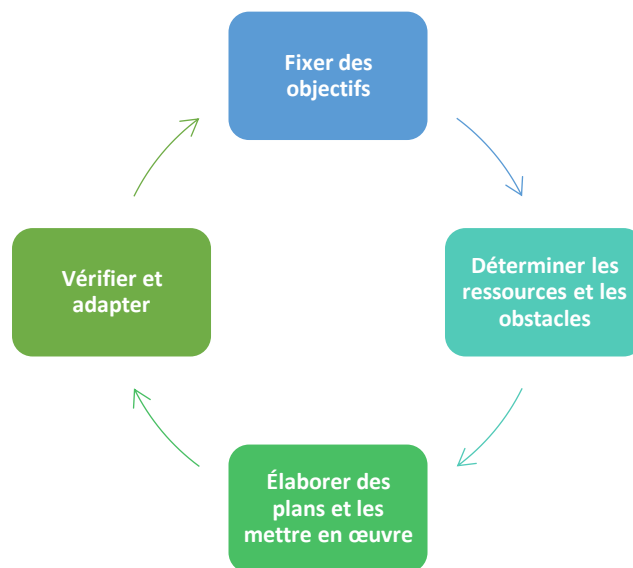 Fixer des
objectifs
Déterminer les
ressources et les
obstacles
Élaborer des
plans et les
mettre en œuvre
Vérifier et
adapter